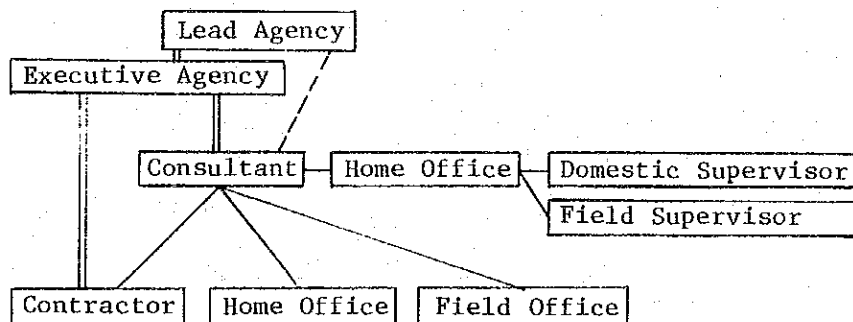 Lead Agency
Executive Agency
Consultant
Home Office
Domestic Supervisor
Field Supervisor
Contractor
Home Office
Field Office